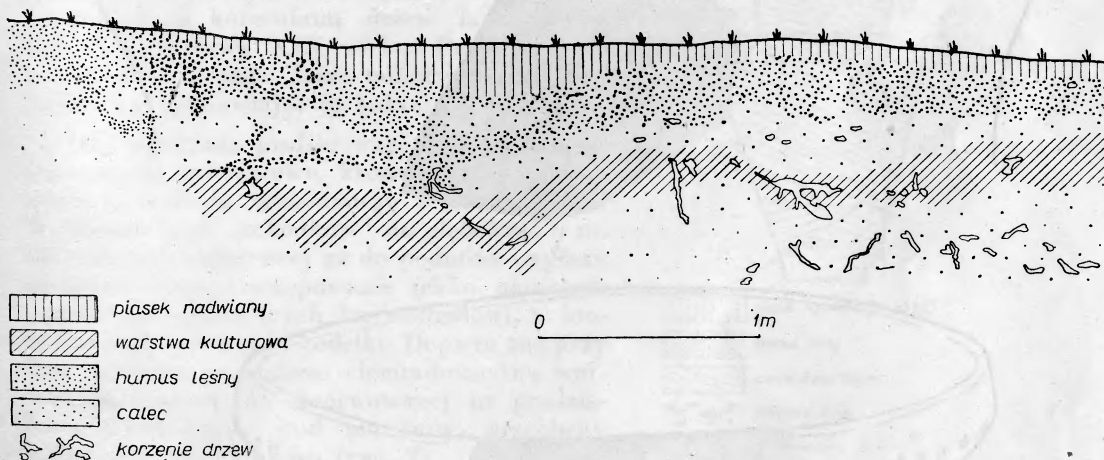 0 1m
piasek nadwiany
warstwa kulturowa
humus leśny
calec
korzenie drzew